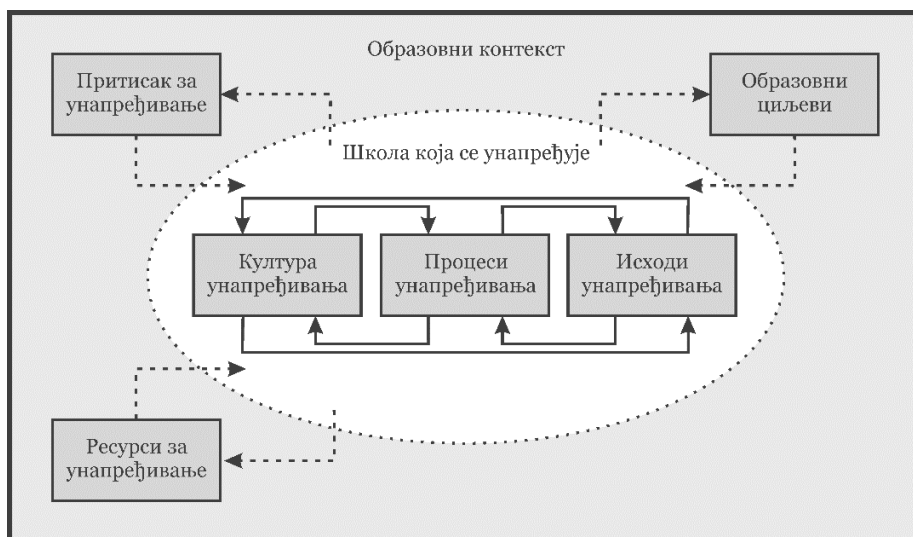 Образовни контекст
Притисак за
унапређивање
Образовни
циљеви
Школа која се унапређује
Култура
унапређивања
Процеси
унапређивања
Исходи
унапређивања
Ресурси за
унапређивање